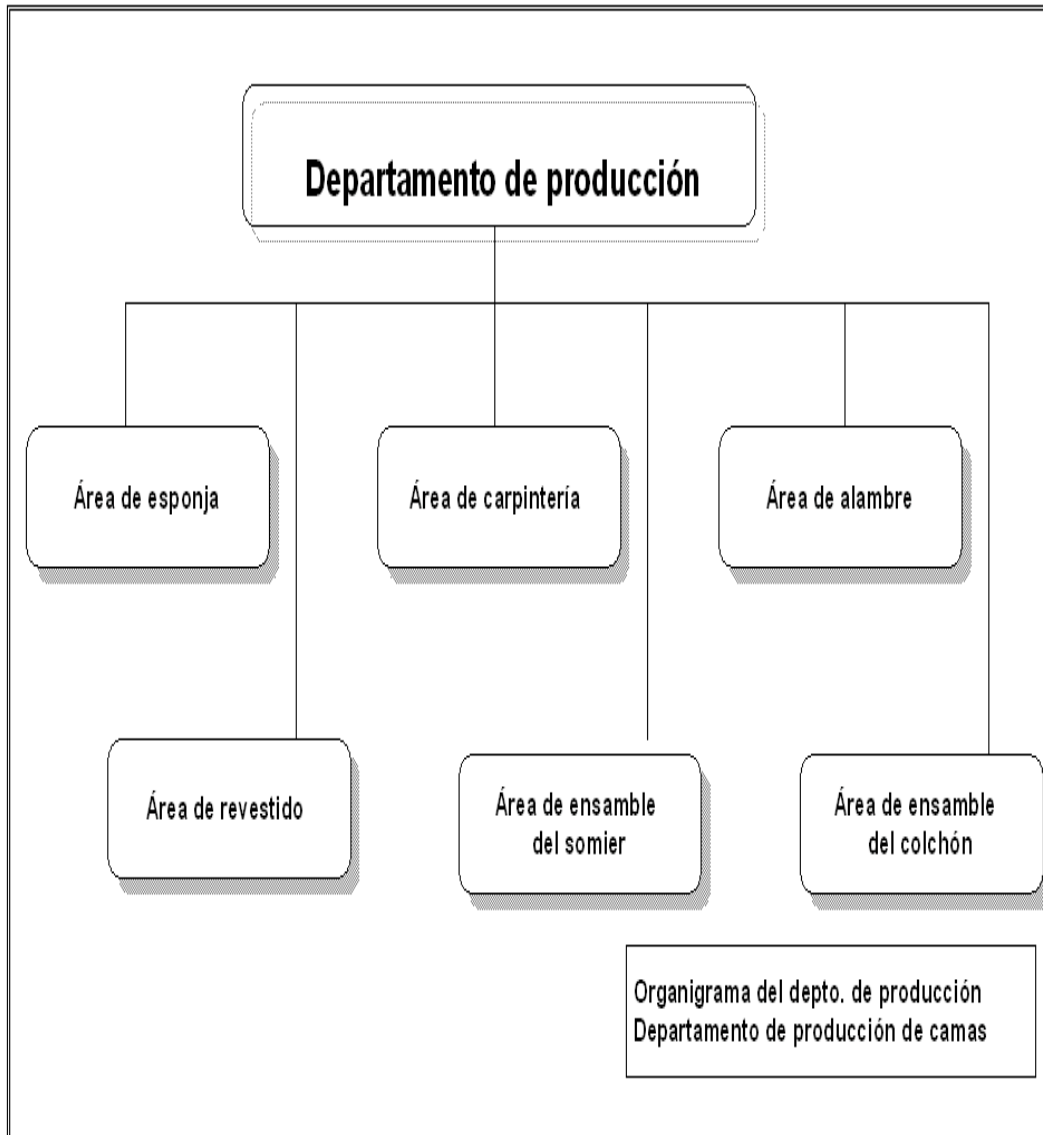 Departamento de producción
Área de esponja
Área de carpintería
Área de alambre
Área de revestido
Área de ensamble
del somier
Área de ensamble
del colchón
Organigrama del depto. de producción
Departamento de producción de camas